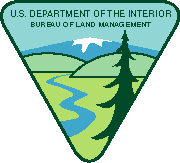 U.S. DEPARTMENT OF THE INTERIOR
BUREAU OF LAND MANAGEMENT